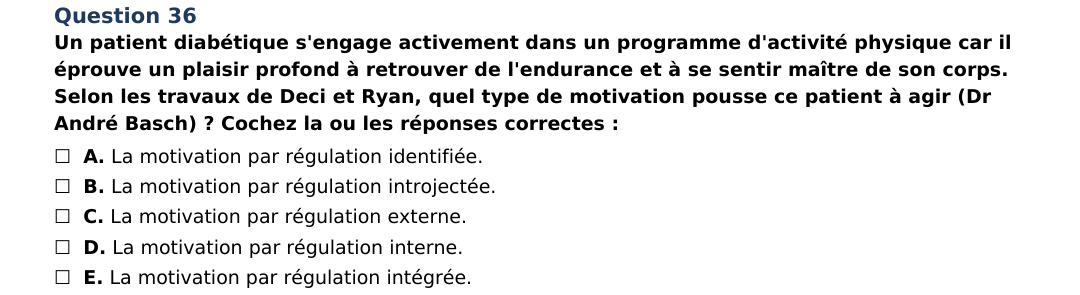 Question 36
Un patient diabétique s'engage activement dans un programme d'activité physique car il
éprouve un plaisir profond à retrouver de l'endurance et à se sentir maître de son corps.
Selon les travaux de Deci et Ryan, quel type de motivation pousse ce patient à agir (Dr
André Basch) ? Cochez la ou les réponses correctes :
☐ A. La motivation par régulation identifiée.
☐ B. La motivation par régulation introjectée.
☐ C. La motivation par régulation externe.
☐ D. La motivation par régulation interne.
☐ E. La motivation par régulation intégrée.